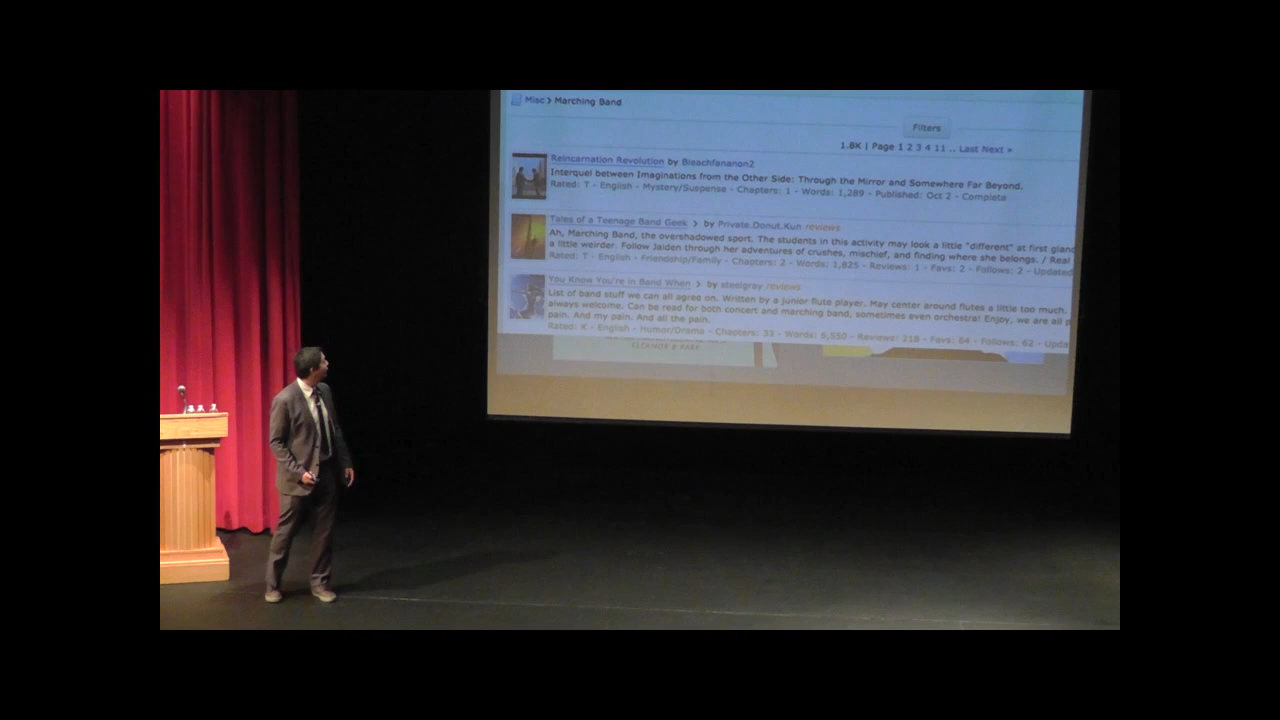 Misc > Marching Band
Filters
1.8K | Page 1 2 3 4 11 .. Last Next »
Reincarnation Revolution by Bleachfananon2
Interquel between Imaginations from the Other Side: Through the Mirror and Somewhere Far Beyond.
Rated: T - English - Mystery/Suspense - Chapters: 1 - Words: 1,289 - Published: Oct 2 - Complete
Tales of a Teenage Band Geek > by Private.Donut.Kun reviews
Ah, Marching Band, the overshadowed sport. The students in this activity may look a little "different" at first glanc
a little weirder. Follow Jaiden through her adventures of crushes, mischief, and finding where she belongs. / Real
Rated: T - English - Friendship/Family - Chapters: 2 - Words: 1,825 - Reviews: 1 - Favs: 2 - Follows: 2 - Updated
You Know You're in Band When > by steelgrey reviews
List of band stuff we can all agree on. Written by a junior flute player. May center around flutes a little too much.
always welcome. Can be read for both concert and marching band, sometimes even orchestra! Enjoy, we are all p
pain. And my pain. And all the pain.
Rated: K - English - Humor/Drama - Chapters: 33 - Words: 6,550 - Reviews: 218 - Favs: 64 - Follows: 62 - Upda
ELEANOR & PARK